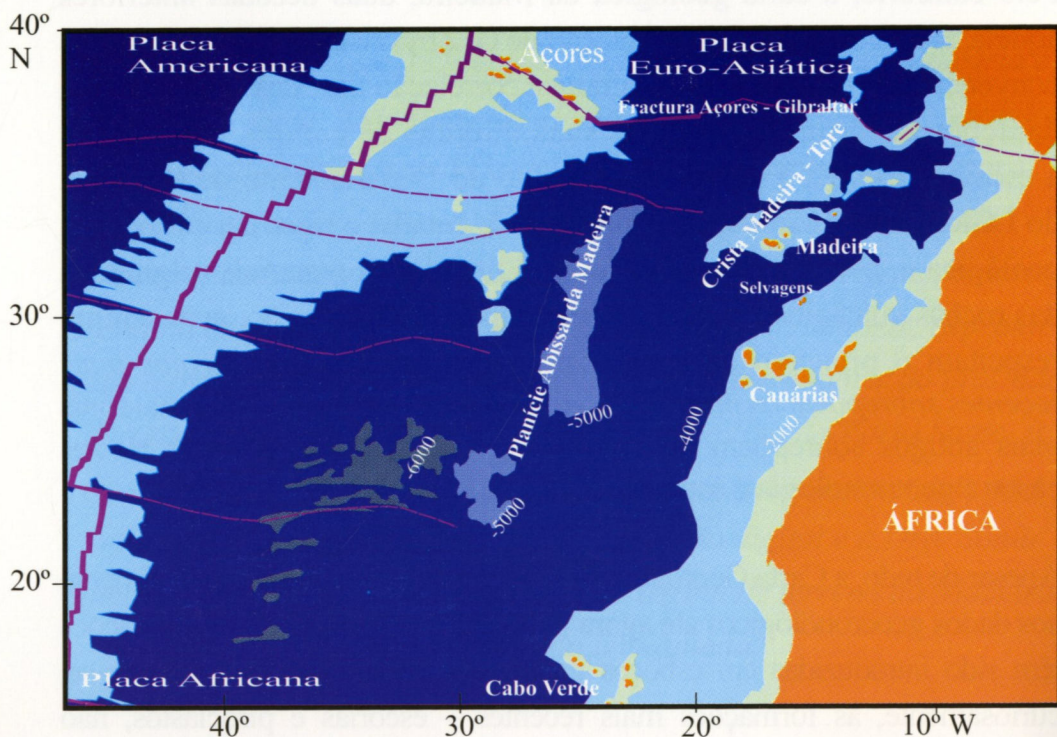 40º
N
Placa
Americana
Açores
Placa
Euro-Asiática
Fractura Açores - Gibraltar
Crista Madeira - Tore
Madeira
Selvagens
30º
Planície Abissal da Madeira
Canárias
-5000
-4000
-2000
-6000
-5000
ÁFRICA
20º
Placa Africana
Cabo Verde
40º
30º
20º
10º W